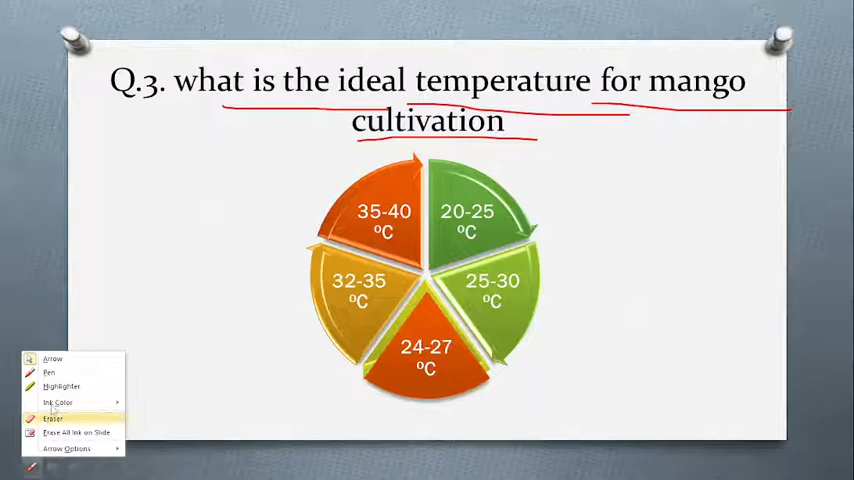 Q.3. what is the ideal temperature for mango
cultivation
35-40
ºC
20-25
ºC
32-35
ºC
25-30
ºC
24-27
ºC
Arrow
Pen
Highlighter
Ink Color
Eraser
Erase All Ink on Slide
Arrow Options